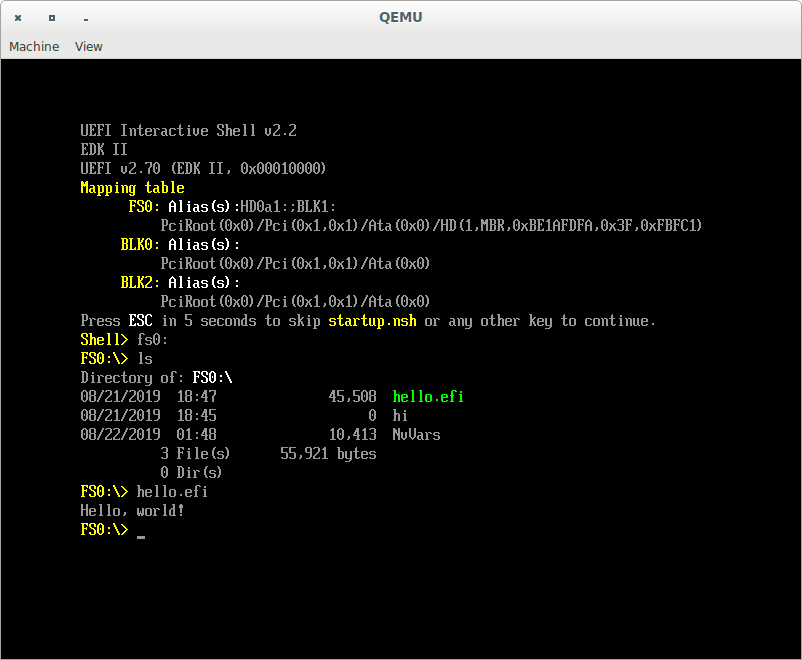 QEMU
Machine View
UEFI Interactive Shell v2.2
EDK II
UEFI v2.70 (EDK II, 0x00010000)
Mapping table
FS0: Alias(s):HD0a1:;BLK1:
PciRoot(0x0)/Pci(0x1,0x1)/Ata(0x0)/HD(1,MBR,0xBE1AFDFA,0x3F,0xFBFC1)
BLK0: Alias(s):
PciRoot(0x0)/Pci(0x1,0x1)/Ata(0x0)
BLK2: Alias(s):
PciRoot(0x0)/Pci(0x1,0x1)/Ata(0x0)
Press ESC in 5 seconds to skip startup.nsh or any other key to continue.
Shell> fs0:
FS0:\> ls
Directory of: FS0:\
08/21/2019 18:47 45,508 hello.efi
08/21/2019 18:45 0 hi
08/22/2019 01:48 10,413 NvVars
3 File(s) 55,921 bytes
0 Dir(s)
FS0:\> hello.efi
Hello, world!
FS0:\> _